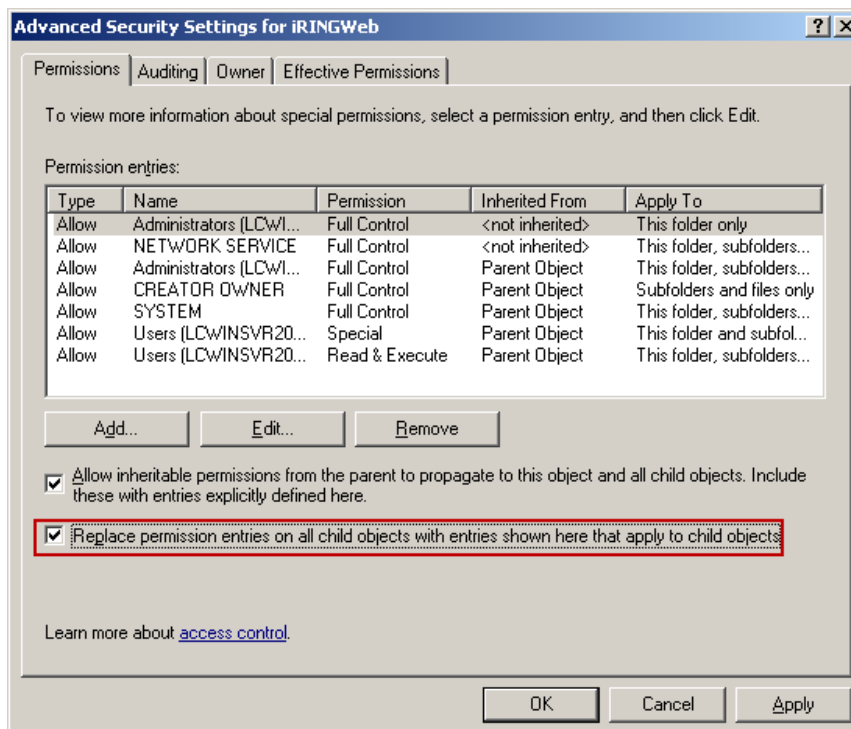 Advanced Security Settings for iRINGWeb
Permissions Auditing Owner Effective Permissions
To view more information about special permissions, select a permission entry, and then click Edit.
Permission entries:
Type Name Permission Inherited From Apply To
Allow Administrators (LCWI... Full Control <not inherited> This folder only
Allow NETWORK SERVICE Full Control <not inherited> This folder, subfolders...
Allow Administrators (LCWI... Full Control Parent Object This folder, subfolders...
Allow CREATOR OWNER Full Control Parent Object Subfolders and files only
Allow SYSTEM Full Control Parent Object This folder, subfolders...
Allow Users (LCWINSVR20... Special Parent Object This folder and subfol...
Allow Users (LCWINSVR20... Read & Execute Parent Object This folder, subfolders...
Add... Edit... Remove
Allow inheritable permissions from the parent to propagate to this object and all child objects. Include
these with entries explicitly defined here.
Replace permission entries on all child objects with entries shown here that apply to child objects
Learn more about access control.
OK Cancel Apply